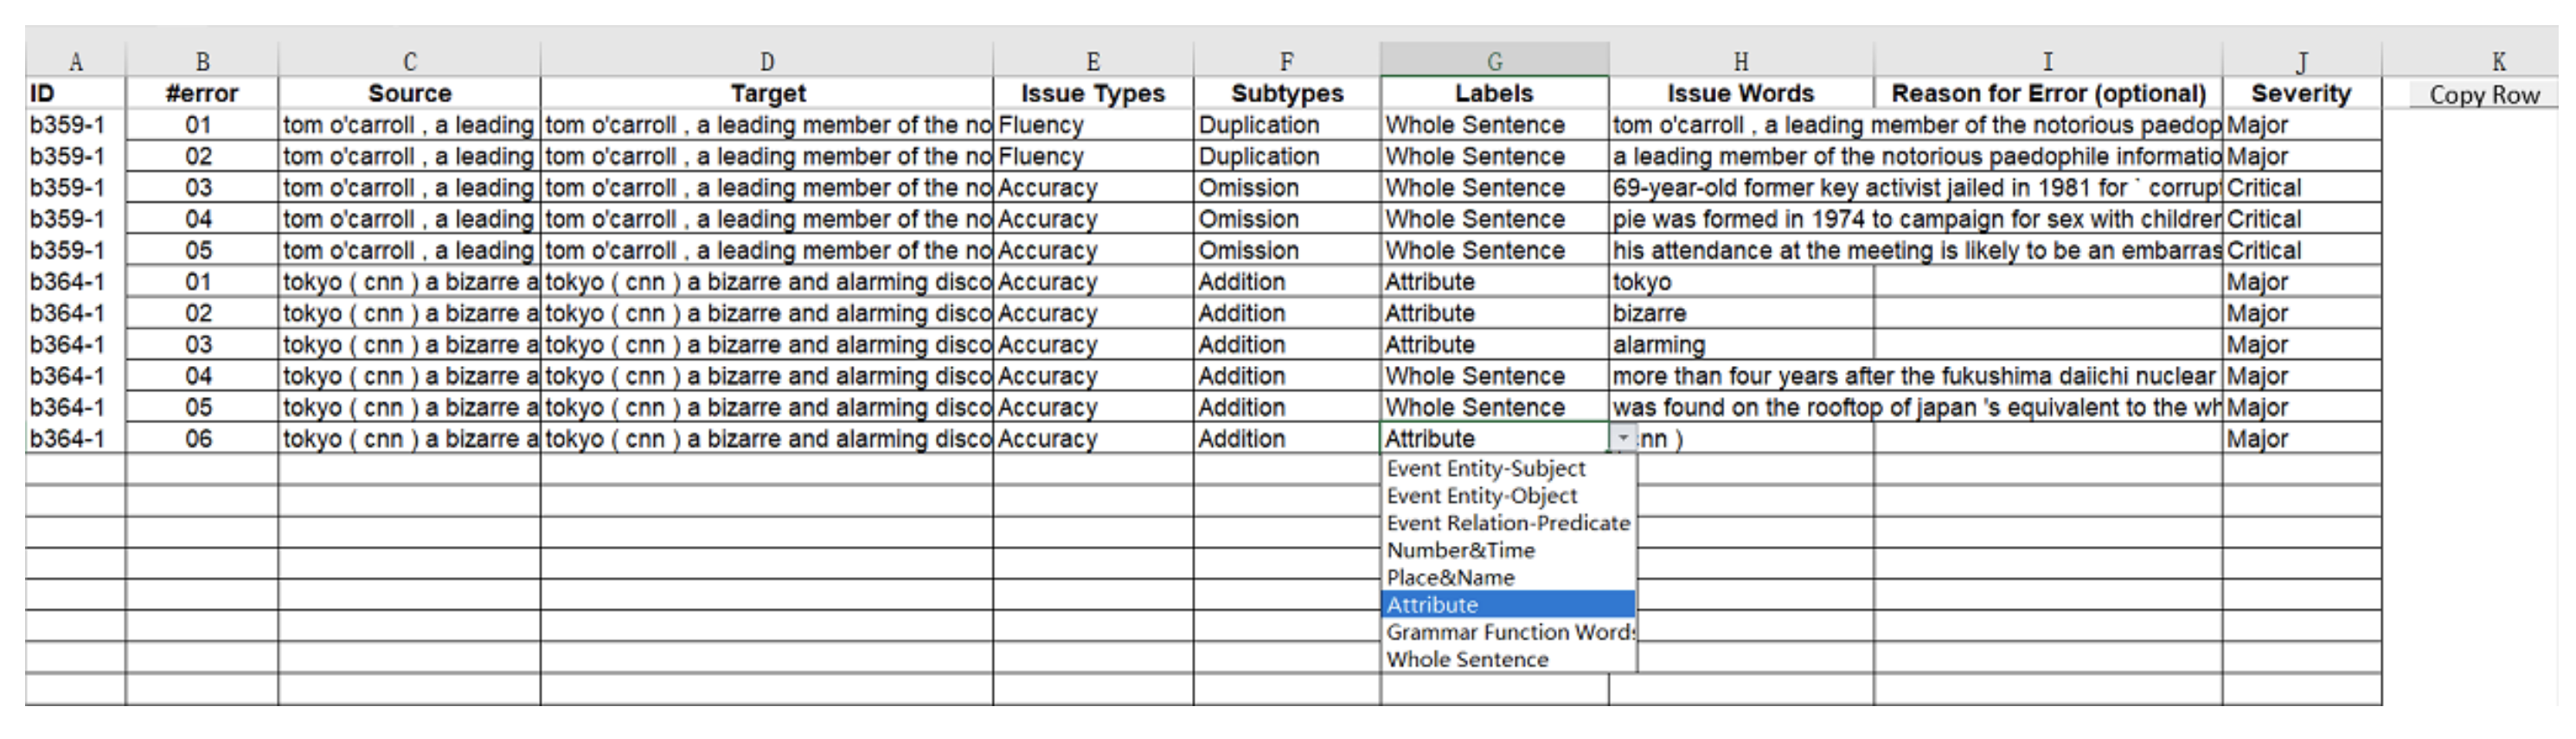 A B C D E F G H I J K
ID #error Source Target Issue Types Subtypes Labels Issue Words Reason for Error (optional) Severity Copy Row
b359-1 01 tom o'carroll , a leading tom o'carroll , a leading member of the no Fluency Duplication Whole Sentence tom o'carroll , a leading member of the notorious paedop Major
b359-1 02 tom o'carroll , a leading tom o'carroll , a leading member of the no Fluency Duplication Whole Sentence a leading member of the notorious paedophile informatio Major
b359-1 03 tom o'carroll , a leading tom o'carroll , a leading member of the no Accuracy Omission Whole Sentence 69-year-old former key activist jailed in 1981 for ` corrupt Critical
b359-1 04 tom o'carroll , a leading tom o'carroll , a leading member of the no Accuracy Omission Whole Sentence pie was formed in 1974 to campaign for sex with children Critical
b359-1 05 tom o'carroll , a leading tom o'carroll , a leading member of the no Accuracy Omission Whole Sentence his attendance at the meeting is likely to be an embarras Critical
b364-1 01 tokyo ( cnn ) a bizarre a tokyo ( cnn ) a bizarre and alarming disco Accuracy Addition Attribute tokyo Major
b364-1 02 tokyo ( cnn ) a bizarre a tokyo ( cnn ) a bizarre and alarming disco Accuracy Addition Attribute bizarre Major
b364-1 03 tokyo ( cnn ) a bizarre a tokyo ( cnn ) a bizarre and alarming disco Accuracy Addition Attribute alarming Major
b364-1 04 tokyo ( cnn ) a bizarre a tokyo ( cnn ) a bizarre and alarming disco Accuracy Addition Whole Sentence more than four years after the fukushima daiichi nuclear Major
b364-1 05 tokyo ( cnn ) a bizarre a tokyo ( cnn ) a bizarre and alarming disco Accuracy Addition Whole Sentence was found on the rooftop of japan 's equivalent to the wh Major
b364-1 06 tokyo ( cnn ) a bizarre a tokyo ( cnn ) a bizarre and alarming disco Accuracy Addition Attribute nn ) Major
Event Entity-Subject
Event Entity-Object
Event Relation-Predicate
Number&Time
Place&Name
Attribute
Grammar Function Words
Whole Sentence